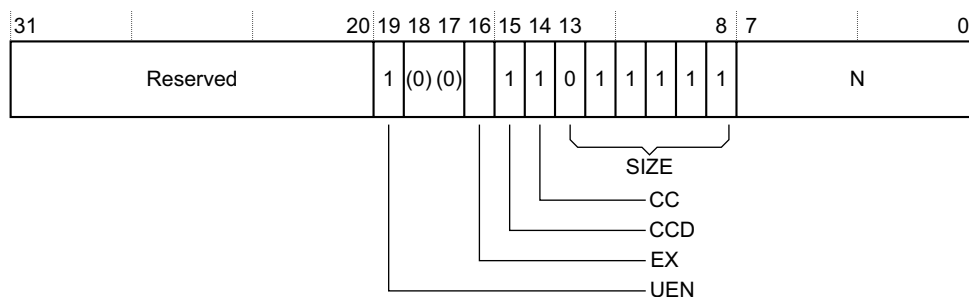 31 20 19 18 17 16 15 14 13 8 7 0
Reserved 1 (0) (0) 1 1 0 1 1 1 1 1 N
SIZE
CC
CCD
EX
UEN